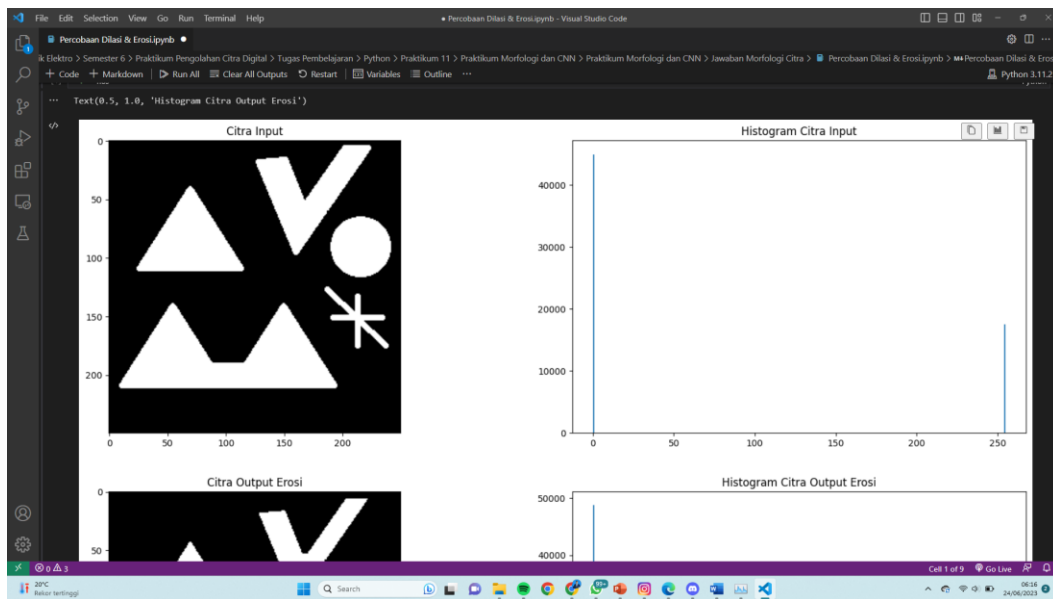 File Edit Selection View Go Run Terminal Help
● Percobaan Dilasi & Erosi.ipynb - Visual Studio Code
Percobaan Dilasi & Erosi.ipynb ●
ik Elektro > Semester 6 > Praktikum Pengolahan Citra Digital > Tugas Pembelajaran > Python > Praktikum 11 > Praktikum Morfologi dan CNN > Praktikum Morfologi dan CNN > Jawaban Morfologi Citra > Percobaan Dilasi & Erosi.ipynb > M↓Percobaan Dilasi & Eros
+ Code + Markdown | Run All Clear All Outputs Restart | Variables Outline ···
Python 3.11.2
··· Text(0.5, 1.0, 'Histogram Citra Output Erosi')
Citra Input
0
50
100
150
200
0 50 100 150 200
Histogram Citra Input
40000
30000
20000
10000
0
0 50 100 150 200 250
Citra Output Erosi
0
50
Histogram Citra Output Erosi
50000
40000
0 3
Cell 1 of 9 Go Live
20°C
Rekor tertinggi
Search
99+
06:16
24/06/2023